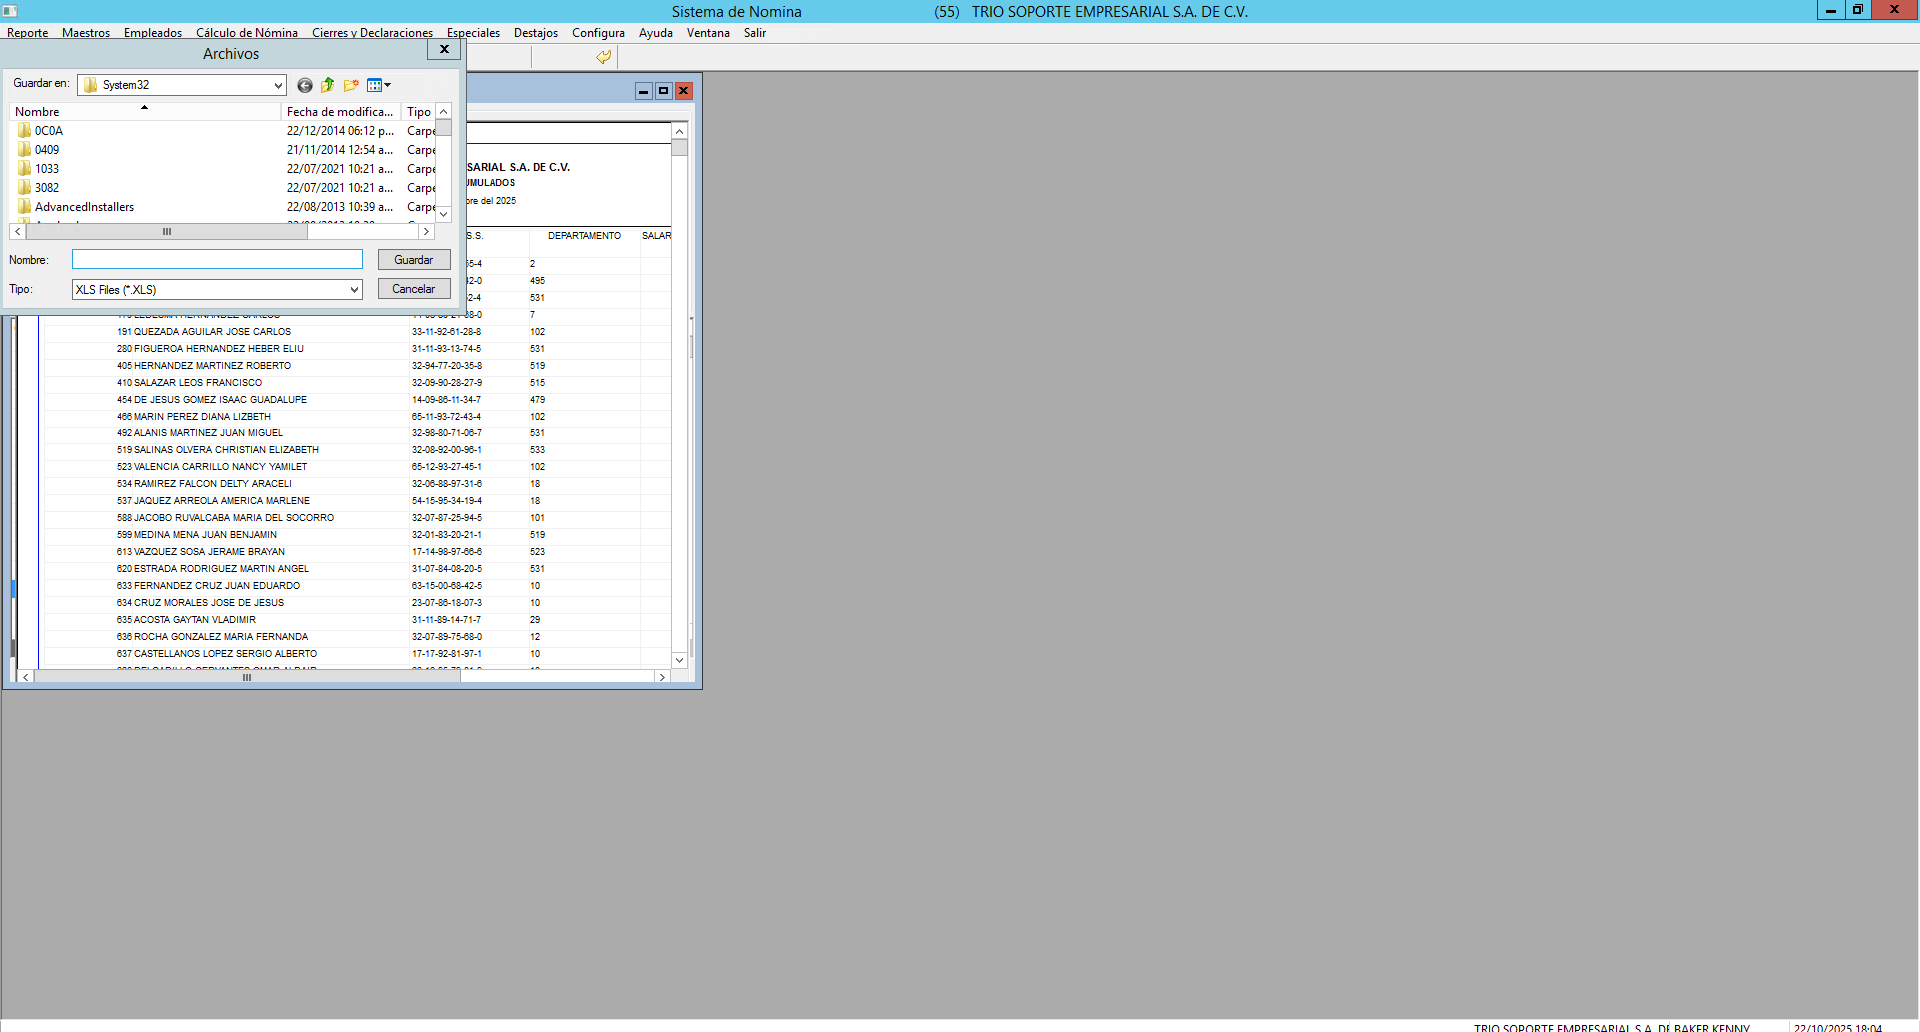 Sistema de Nomina (55) TRIO SOPORTE EMPRESARIAL S.A. DE C.V.
Reporte Maestros Empleados Cálculo de Nómina Cierres y Declaraciones Especiales Destajos Configura Ayuda Ventana Salir
Archivos
Guardar en: System32
Nombre Fecha de modifica... Tipo
0C0A 22/12/2014 06:12 p... Carpe
0409 21/11/2014 12:54 a... Carpe
1033 22/07/2021 10:21 a... Carpe
3082 22/07/2021 10:21 a... Carpe
AdvancedInstallers 22/08/2013 10:39 a... Carpe
Nombre: Guardar
Tipo: XLS Files (*.XLS) Cancelar
SARIAL S.A. DE C.V.
UMULADOS
bre del 2025
S.S. DEPARTAMENTO SALAR
5-4 2
2-0 495
2-4 531
8-0 7
191 QUEZADA AGUILAR JOSE CARLOS 33-11-92-61-28-8 102
280 FIGUEROA HERNANDEZ HEBER ELIU 31-11-93-13-74-5 531
405 HERNANDEZ MARTINEZ ROBERTO 32-94-77-20-35-8 519
410 SALAZAR LEOS FRANCISCO 32-09-90-28-27-9 515
454 DE JESUS GOMEZ ISAAC GUADALUPE 14-09-86-11-34-7 479
466 MARIN PEREZ DIANA LIZBETH 65-11-93-72-43-4 102
492 ALANIS MARTINEZ JUAN MIGUEL 32-98-80-71-06-7 531
519 SALINAS OLVERA CHRISTIAN ELIZABETH 32-08-92-00-96-1 533
523 VALENCIA CARRILLO NANCY YAMILET 65-12-93-27-45-1 102
534 RAMIREZ FALCON DELTY ARACELI 32-06-88-97-31-6 18
537 JAQUEZ ARREOLA AMERICA MARLENE 54-15-95-34-19-4 18
588 JACOBO RUVALCABA MARIA DEL SOCORRO 32-07-87-25-94-5 101
599 MEDINA MENA JUAN BENJAMIN 32-01-83-20-21-1 519
613 VAZQUEZ SOSA JERAME BRAYAN 17-14-98-97-66-6 523
620 ESTRADA RODRIGUEZ MARTIN ANGEL 31-07-84-08-20-5 531
633 FERNANDEZ CRUZ JUAN EDUARDO 63-15-00-68-42-5 10
634 CRUZ MORALES JOSE DE JESUS 23-07-86-18-07-3 10
635 ACOSTA GAYTAN VLADIMIR 31-11-89-14-71-7 29
636 ROCHA GONZALEZ MARIA FERNANDA 32-07-89-75-68-0 12
637 CASTELLANOS LOPEZ SERGIO ALBERTO 17-17-92-81-97-1 10
TRIO SOPORTE EMPRESARIAL S.A. DE BAKER KENNY 22/10/2025 18:04